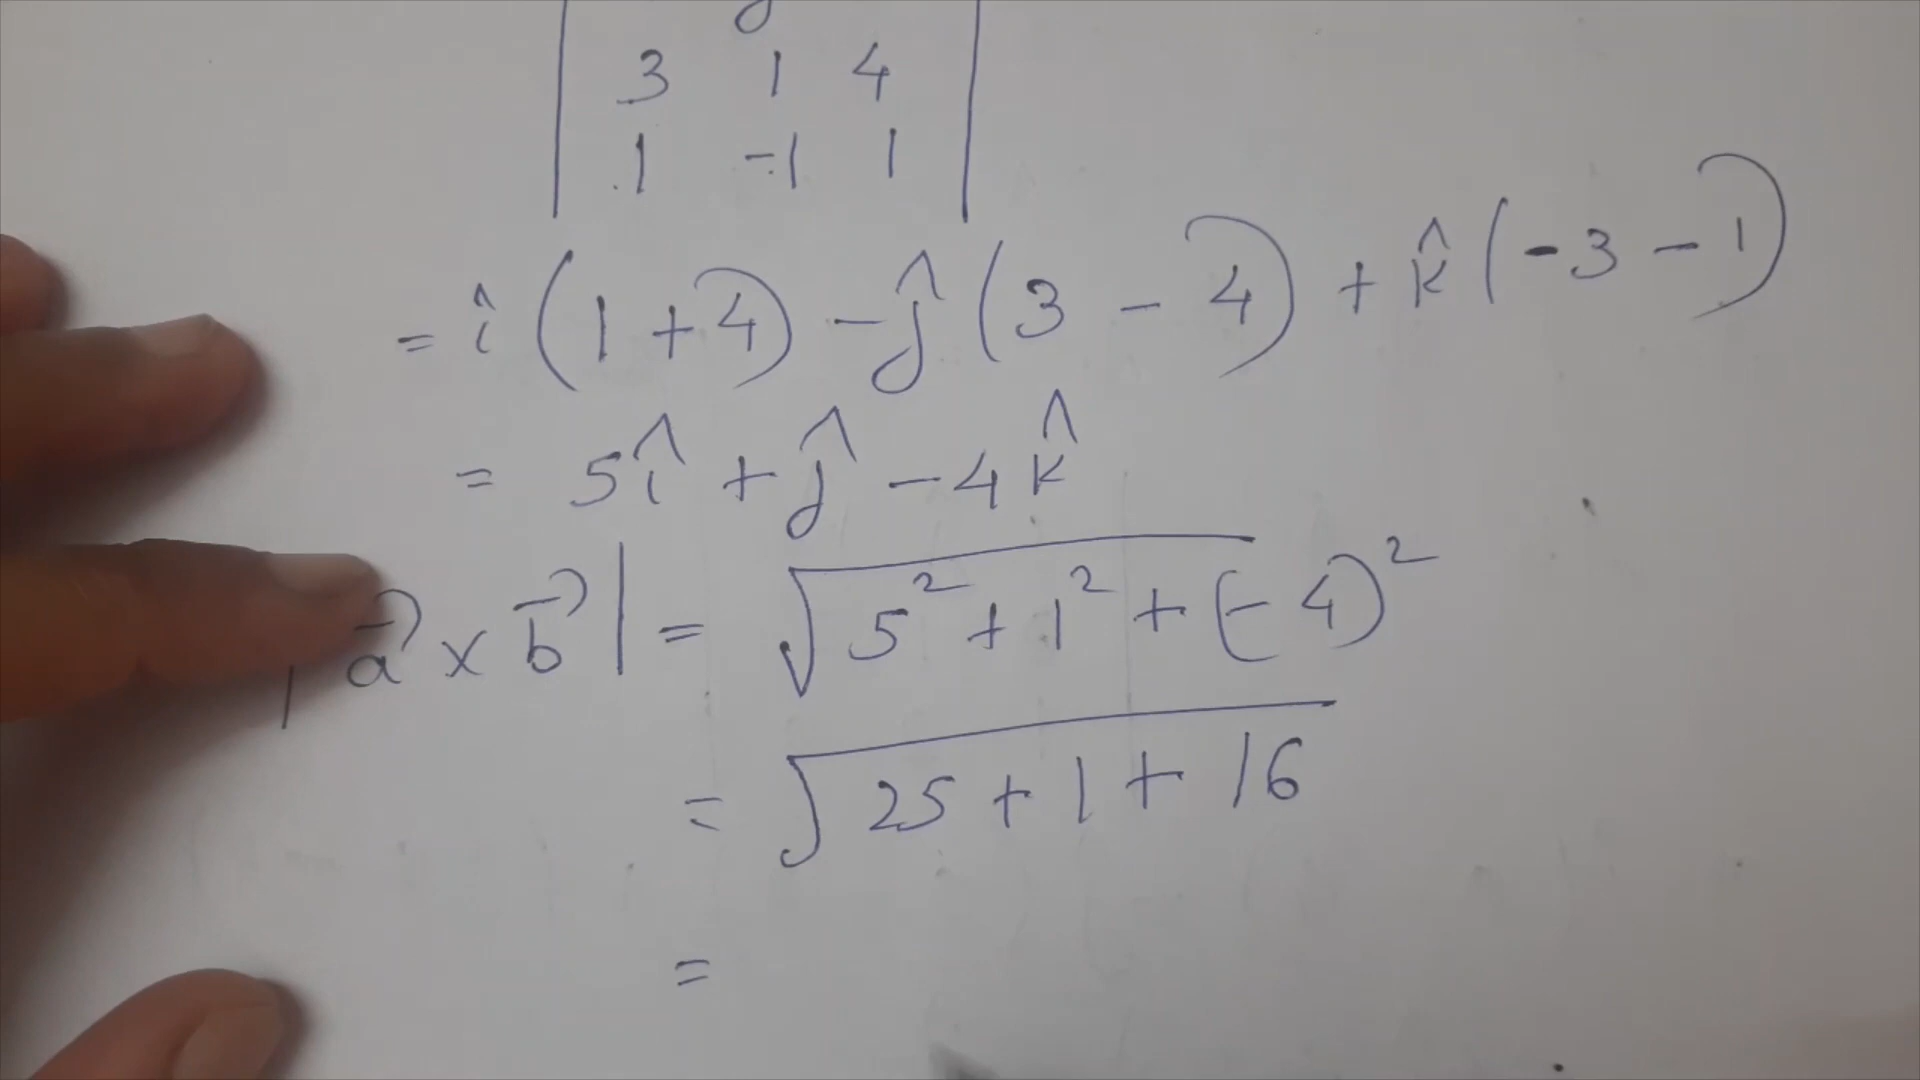 | j |
| 3 1 4 |
| 1 -1 1 |
= î (1 + 4) - ĵ (3 - 4) + k̂ (-3 - 1)
= 5î + ĵ - 4k̂
|a⃗ × b⃗| = √5² + 1² + (-4)²
= √25 + 1 + 16
=